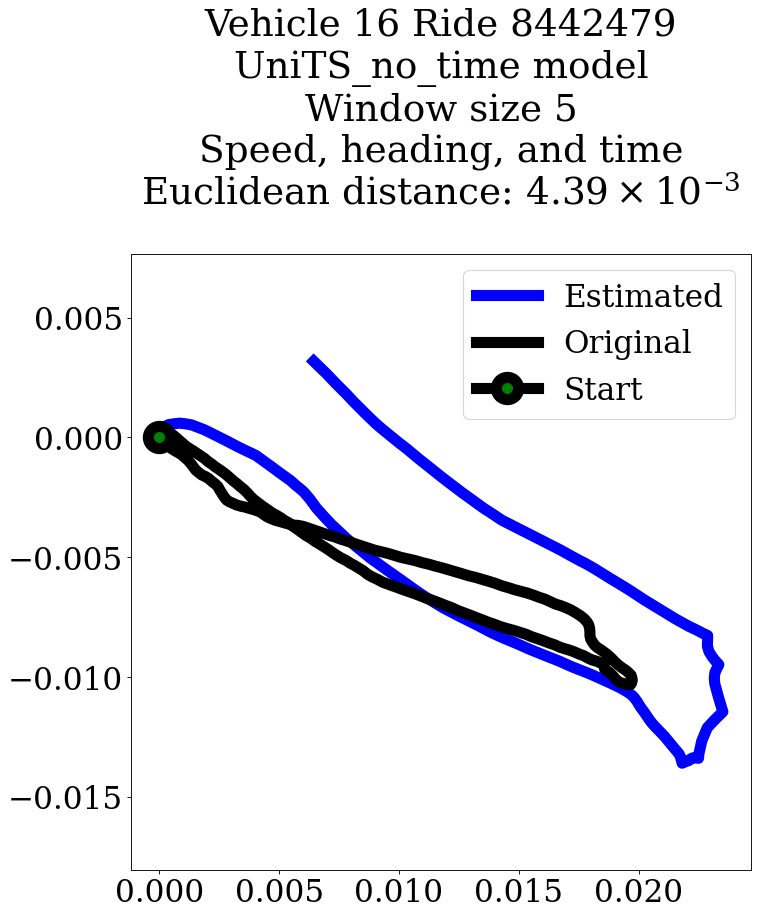 Vehicle 16 Ride 8442479
UniTS_no_time model
Window size 5
Speed, heading, and time
Euclidean distance: 4.39 × 10⁻³
Estimated
Original
Start
0.005
0.000
−0.005
−0.010
−0.015
0.000 0.005 0.010 0.015 0.020